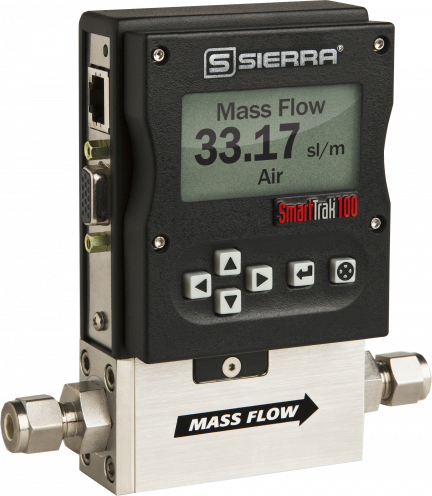 SIERRA®
Mass Flow
33.17 sl/m
Air
SmartTrak 100
MASS FLOW